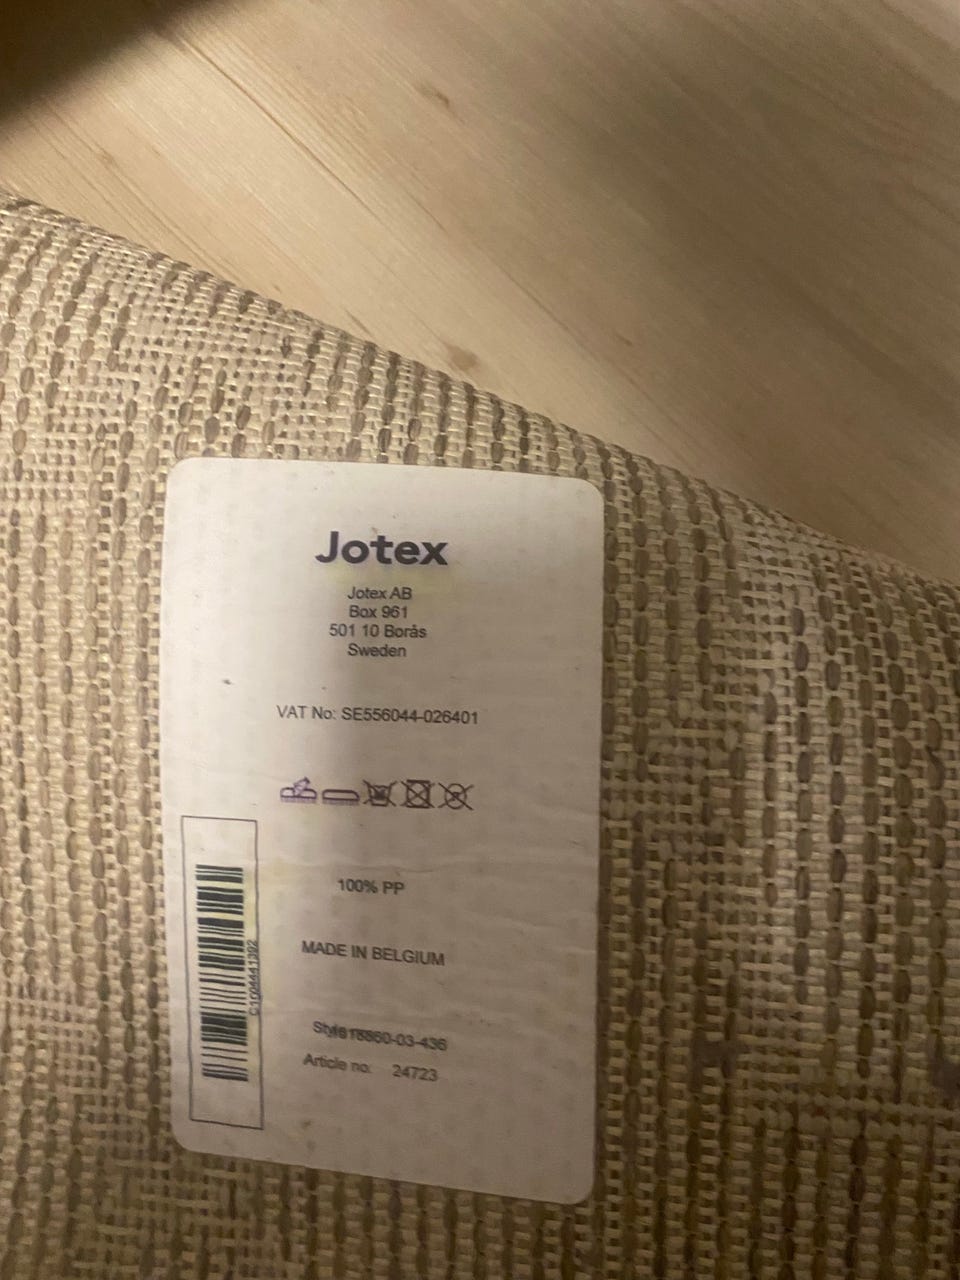 Jotex
Jotex AB
Box 961
501 10 Borås
Sweden
VAT No: SE556044-026401
100% PP
MADE IN BELGIUM
Style 18860-03-436
Article no. 24723